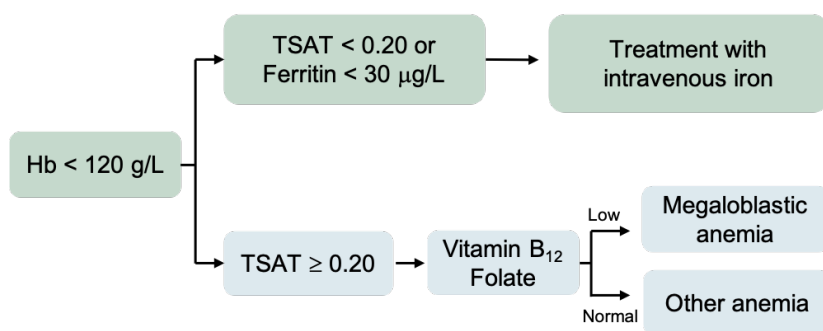 Hb < 120 g/L
TSAT < 0.20 or
Ferritin < 30 μg/L
Treatment with
intravenous iron
TSAT ≥ 0.20
Vitamin B₁₂
Folate
Low
Megaloblastic
anemia
Normal
Other anemia